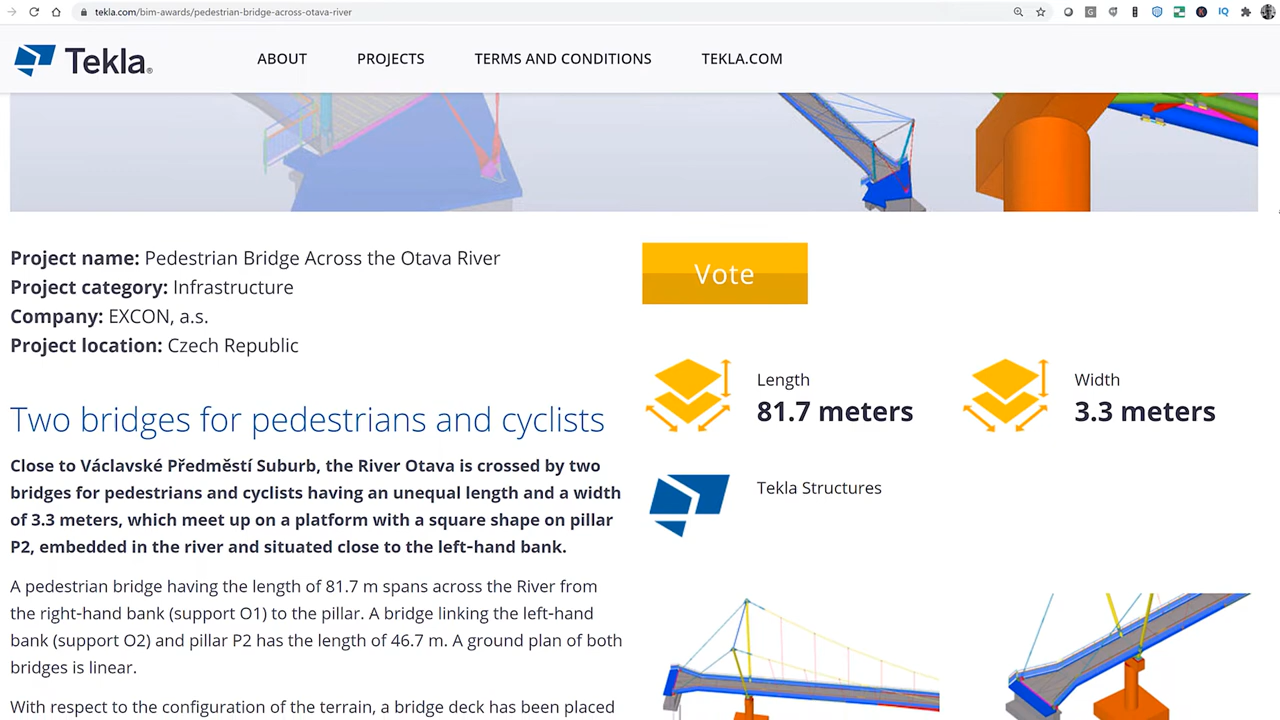 tekla.com/bim-awards/pedestrian-bridge-across-otava-river
Tekla®
ABOUT
PROJECTS
TERMS AND CONDITIONS
TEKLA.COM
Project name: Pedestrian Bridge Across the Otava River
Project category: Infrastructure
Company: EXCON, a.s.
Project location: Czech Republic
Two bridges for pedestrians and cyclists
Close to Václavské Předměstí Suburb, the River Otava is crossed by two
bridges for pedestrians and cyclists having an unequal length and a width
of 3.3 meters, which meet up on a platform with a square shape on pillar
P2, embedded in the river and situated close to the left-hand bank.
A pedestrian bridge having the length of 81.7 m spans across the River from
the right-hand bank (support O1) to the pillar. A bridge linking the left-hand
bank (support O2) and pillar P2 has the length of 46.7 m. A ground plan of both
bridges is linear.
With respect to the configuration of the terrain, a bridge deck has been placed
Vote
Length
81.7 meters
Width
3.3 meters
Tekla Structures